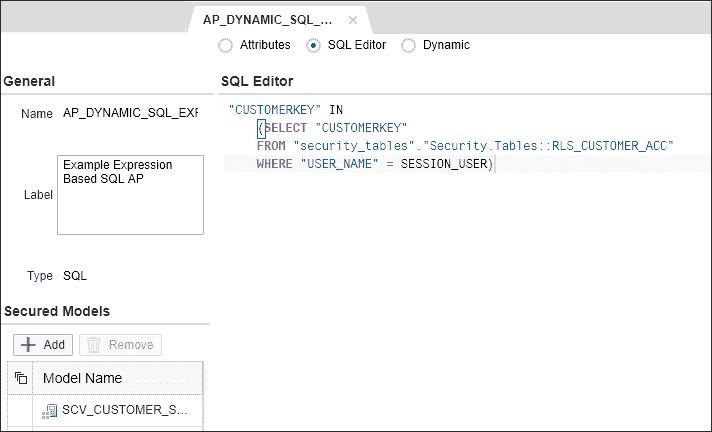 AP_DYNAMIC_SQL_...
Attributes
SQL Editor
Dynamic
General
Name AP_DYNAMIC_SQL_EXF
Label Example Expression
Based SQL AP
Type SQL
Secured Models
Add Remove
Model Name
SCV_CUSTOMER_S...
SQL Editor
"CUSTOMERKEY" IN
(SELECT "CUSTOMERKEY"
FROM "security_tables"."Security.Tables::RLS_CUSTOMER_ACC"
WHERE "USER_NAME" = SESSION_USER)